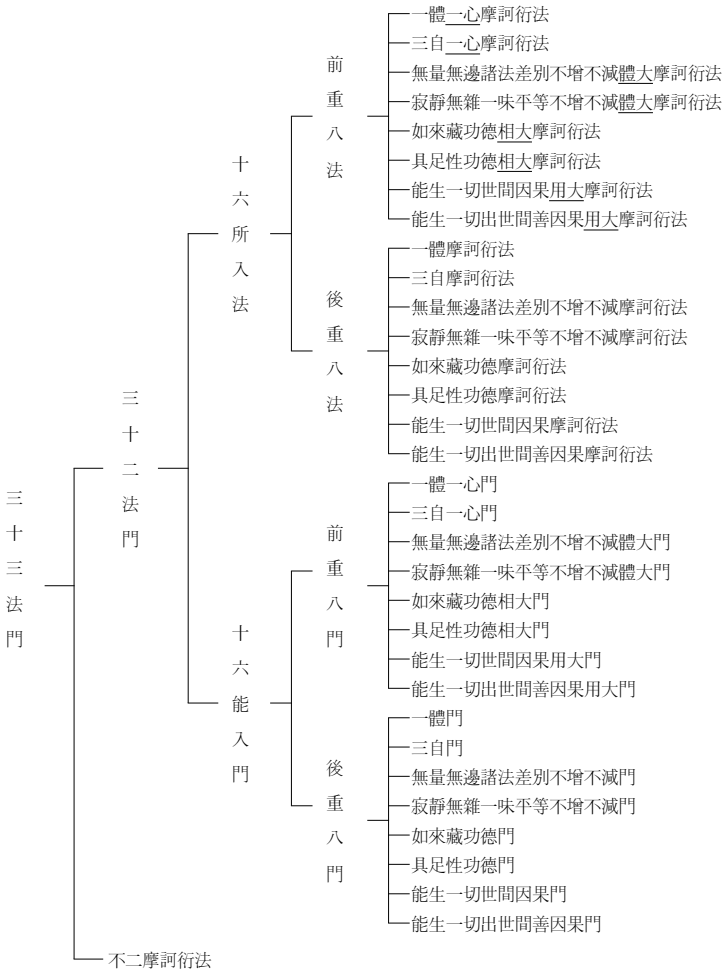 三十三法門
三十二法門
十六所入法
前重八法
一體一心摩訶衍法
三自一心摩訶衍法
無量無邊諸法差別不增不減體大摩訶衍法
寂靜無雜一味平等不增不減體大摩訶衍法
如來藏功德相大摩訶衍法
具足性功德相大摩訶衍法
能生一切世間因果用大摩訶衍法
能生一切出世間善因果用大摩訶衍法
後重八法
一體摩訶衍法
三自摩訶衍法
無量無邊諸法差別不增不減摩訶衍法
寂靜無雜一味平等不增不減摩訶衍法
如來藏功德摩訶衍法
具足性功德摩訶衍法
能生一切世間因果摩訶衍法
能生一切出世間善因果摩訶衍法
十六能入門
前重八門
一體一心門
三自一心門
無量無邊諸法差別不增不減體大門
寂靜無雜一味平等不增不減體大門
如來藏功德相大門
具足性功德相大門
能生一切世間因果用大門
能生一切出世間善因果用大門
後重八門
一體門
三自門
無量無邊諸法差別不增不減門
寂靜無雜一味平等不增不減門
如來藏功德門
具足性功德門
能生一切世間因果門
能生一切出世間善因果門
不二摩訶衍法